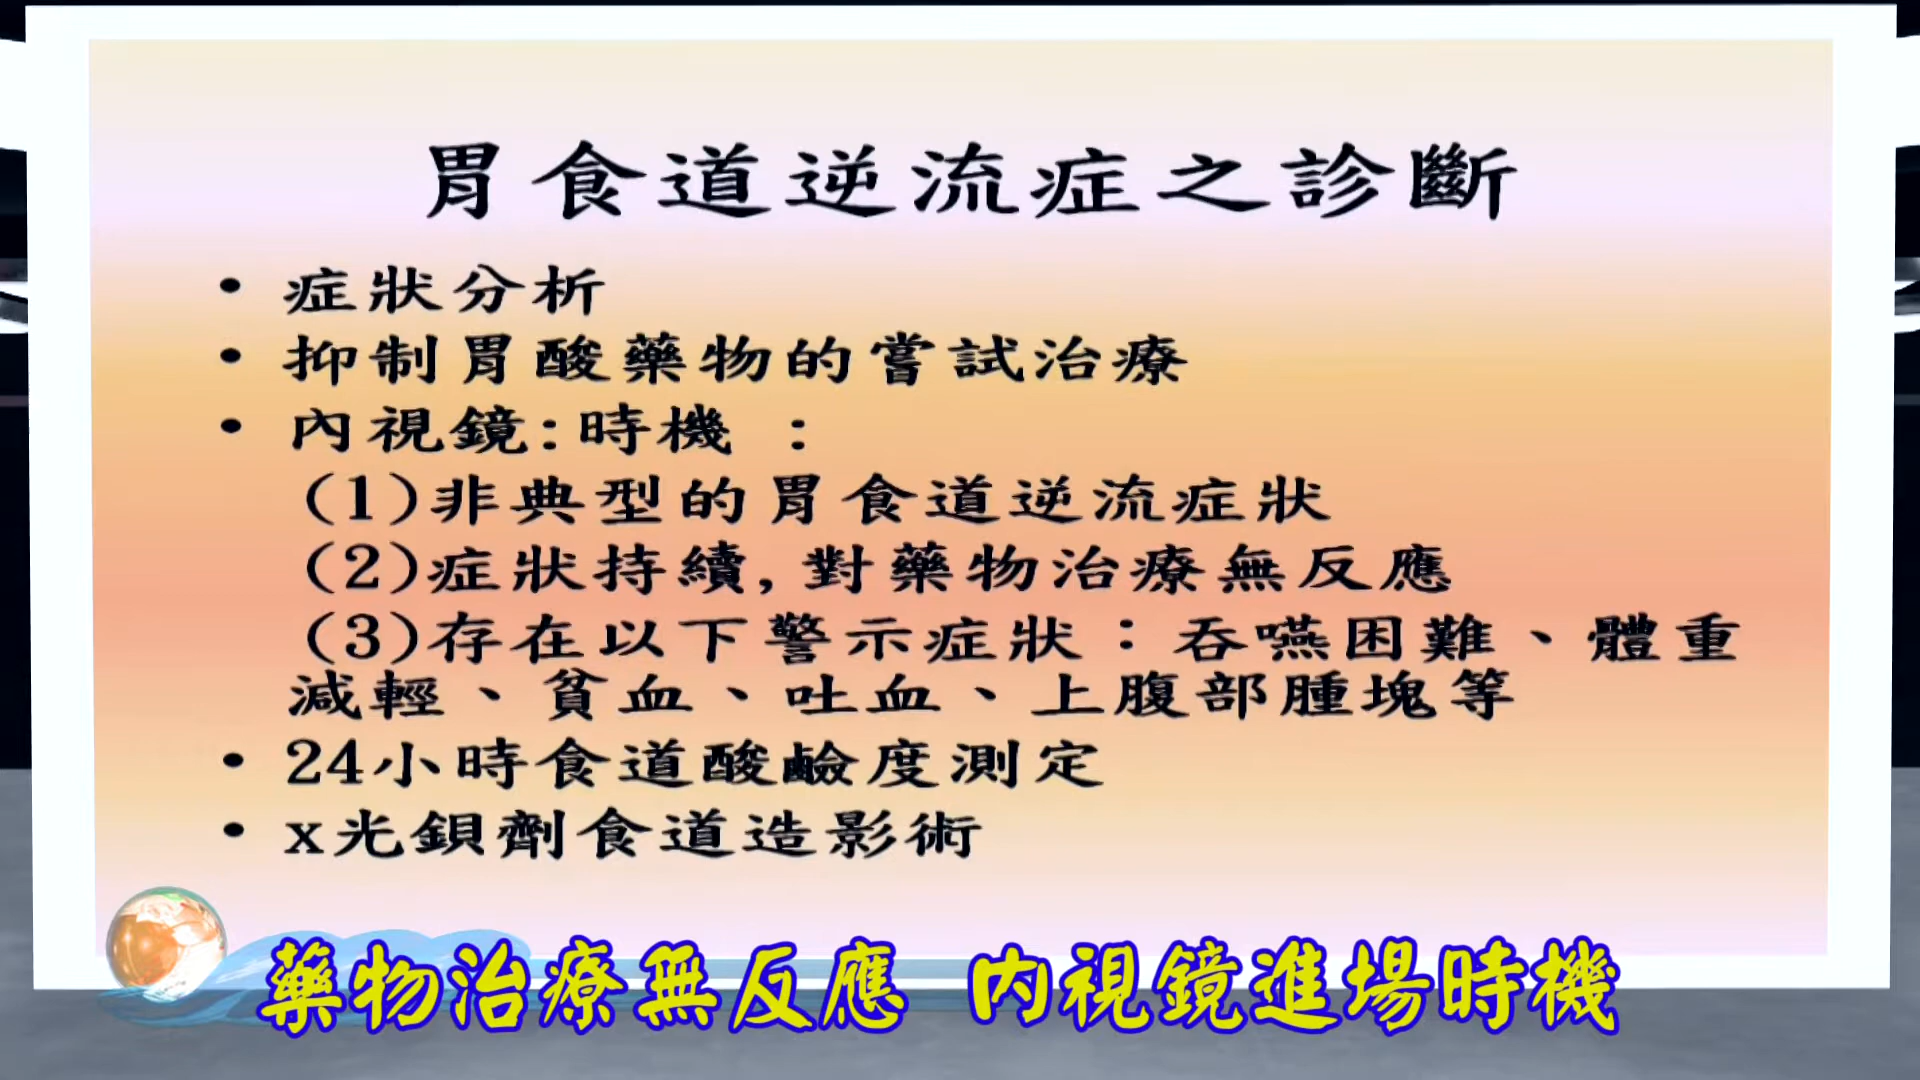 胃食道逆流症之診斷
• 症狀分析
• 抑制胃酸藥物的嘗試治療
• 內視鏡:時機 :
(1)非典型的胃食道逆流症狀
(2)症狀持續,對藥物治療無反應
(3)存在以下警示症狀：吞嚥困難、體重
減輕、貧血、吐血、上腹部腫塊等
• 24小時食道酸鹼度測定
• x光鋇劑食道造影術
藥物治療無反應 內視鏡進場時機